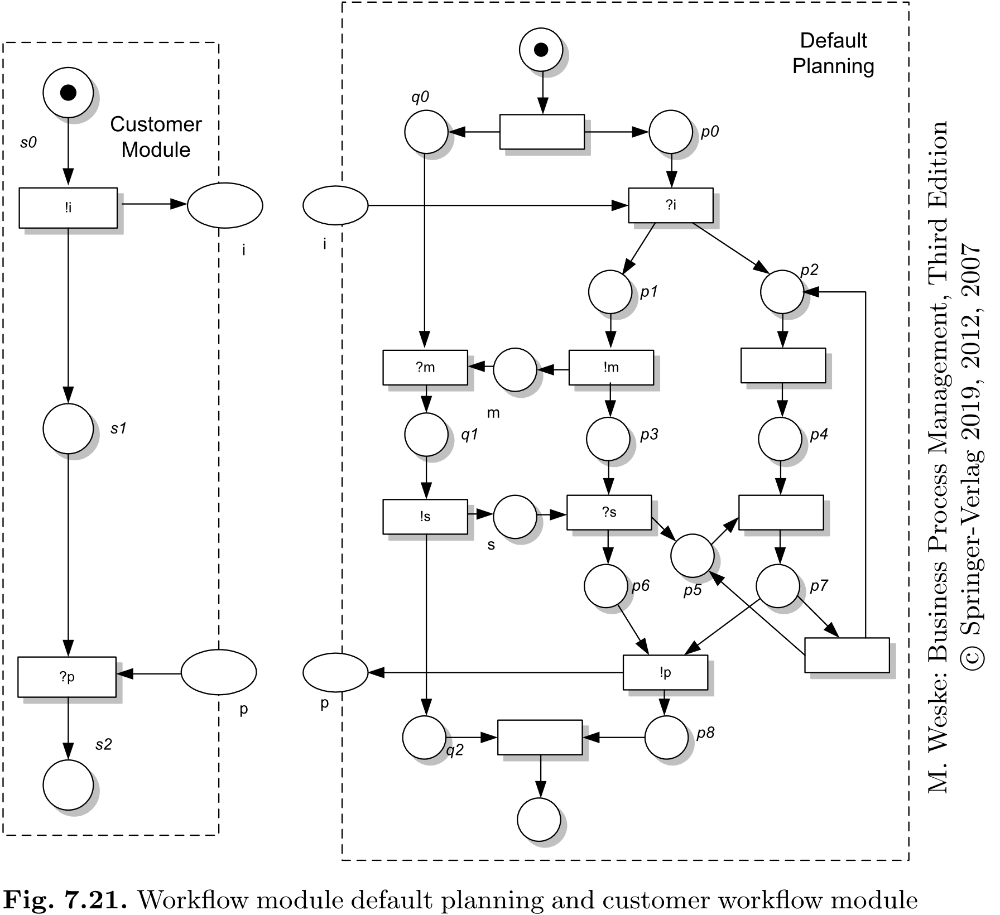 Default
Planning
q0
p0
Customer
Module
s0
!i
?i
i
i
p2
p1
?m
!m
m
s1
q1
p3
p4
!s
?s
s
p6
p5
p7
?p
!p
p
p
s2
q2
p8
M. Weske: Business Process Management, Third Edition
© Springer-Verlag 2019, 2012, 2007
Fig. 7.21. Workflow module default planning and customer workflow module